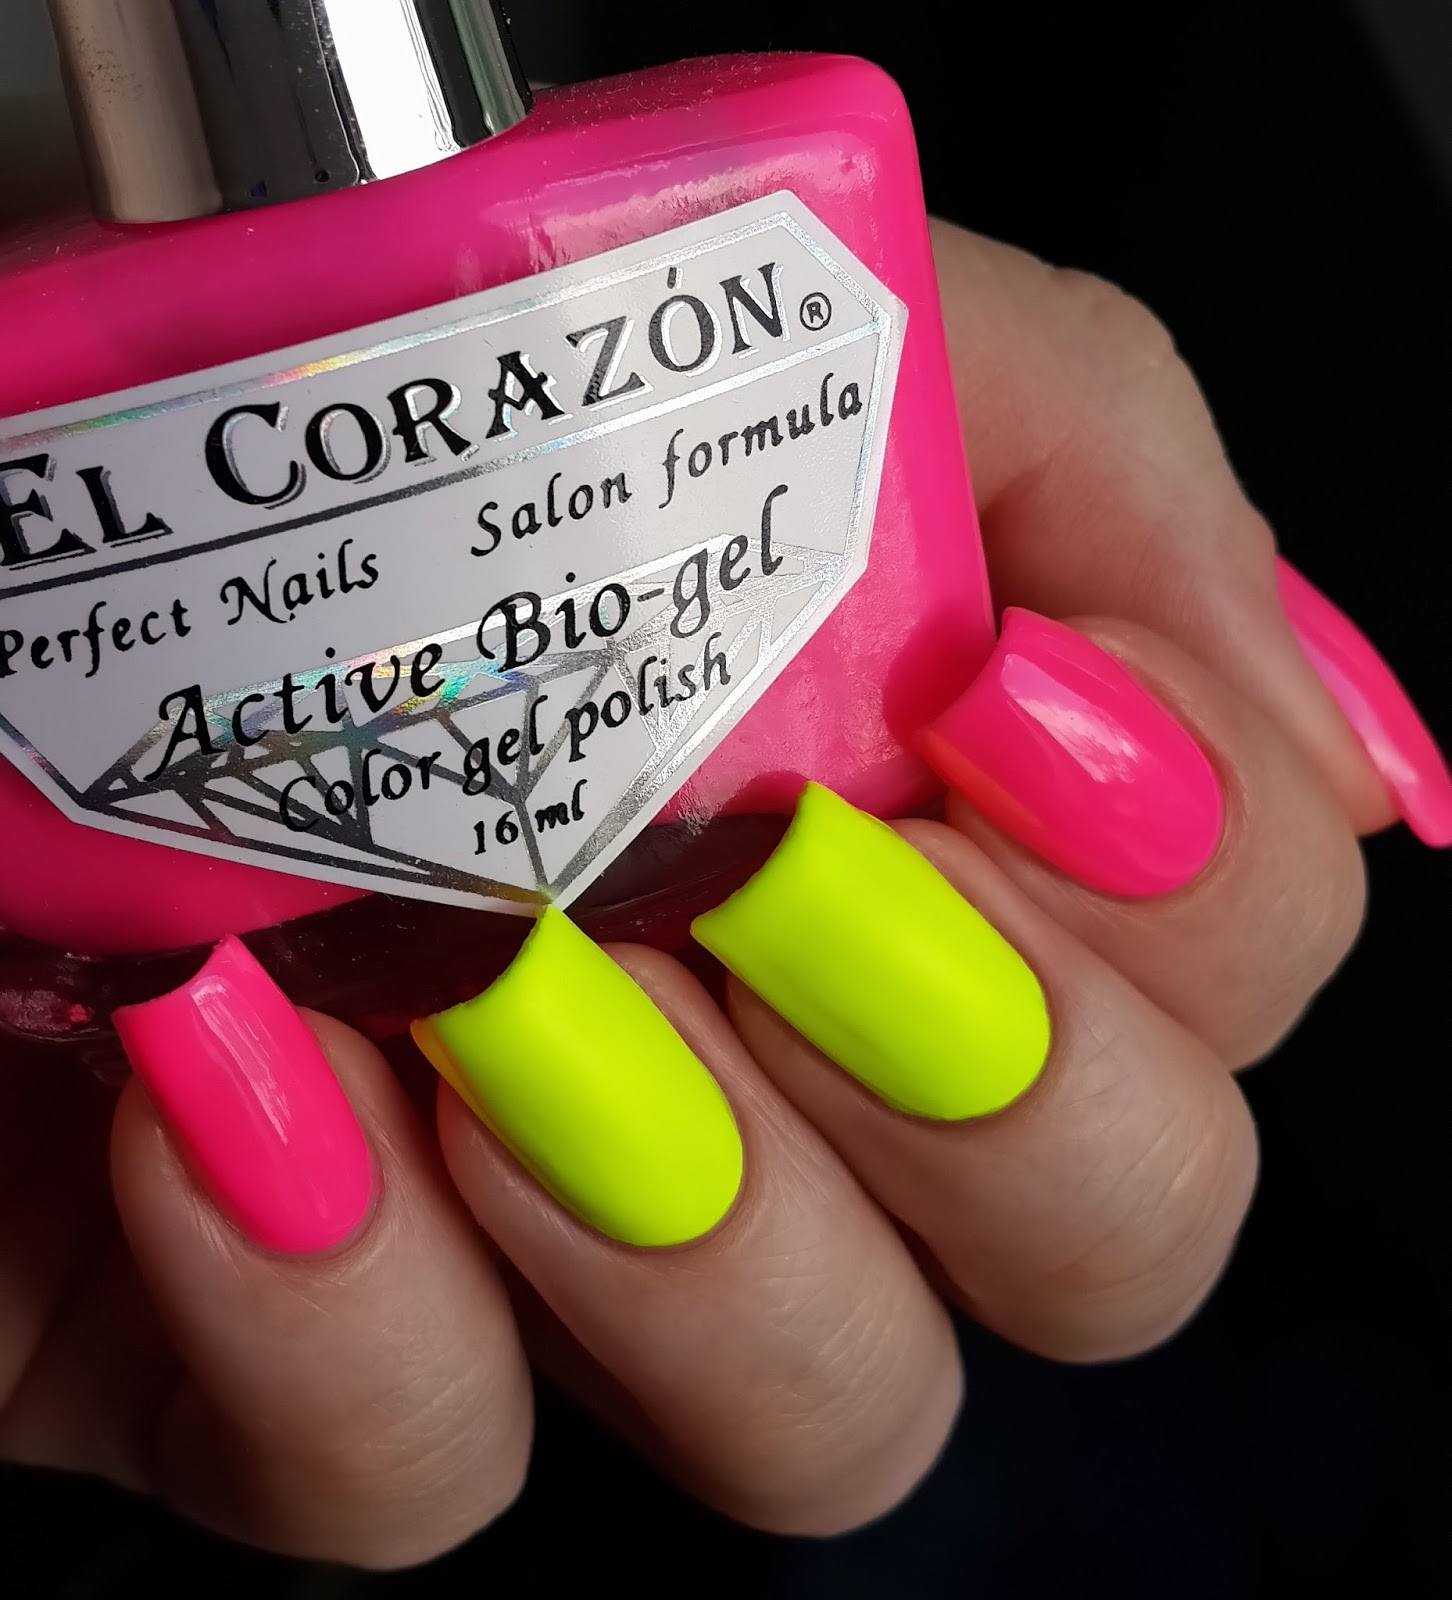 EL CORAZÓN®
Perfect Nails Salon formula
Active Bio-gel
Color gel polish
16 ml